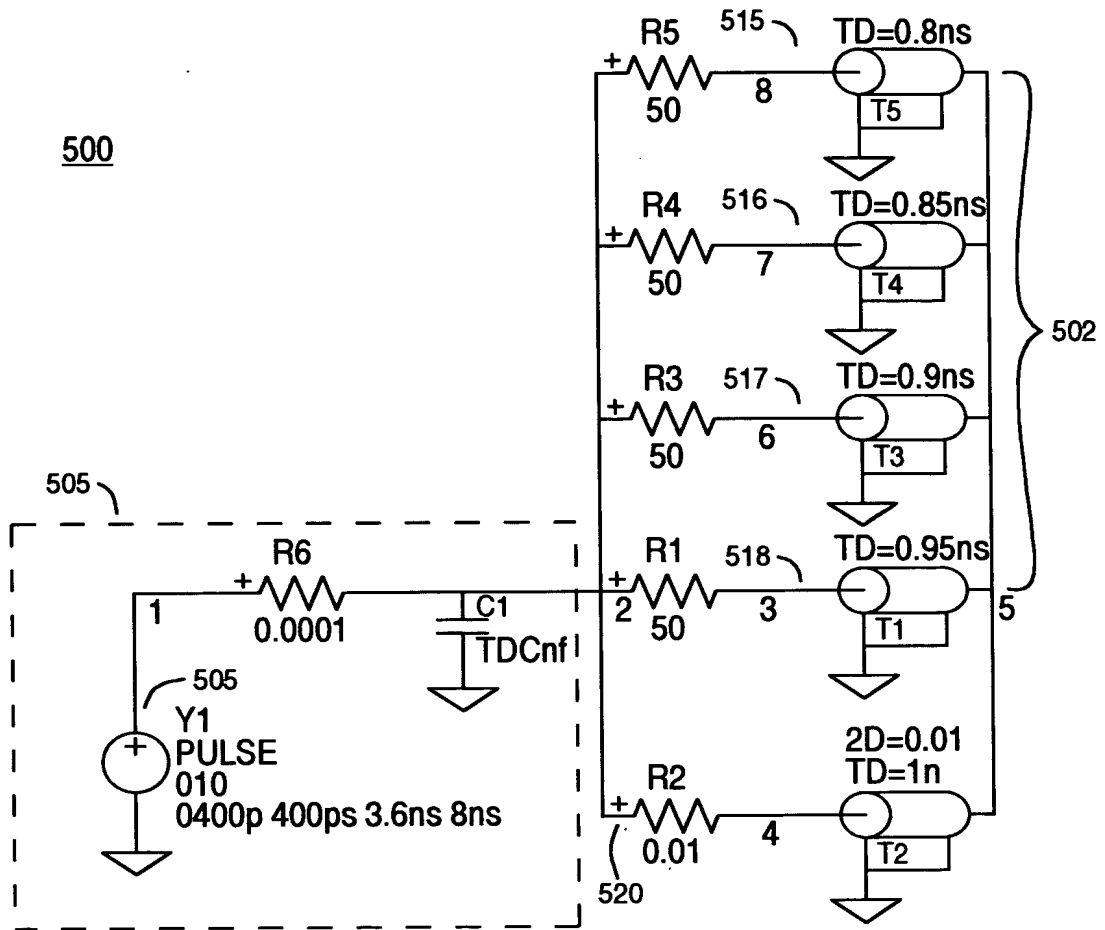 500
R5
+
50
8
515
TD=0.8ns
T5
R4
+
50
7
516
TD=0.85ns
T4
502
R3
+
50
6
517
TD=0.9ns
T3
505
R6
+
0.0001
1
C1
TDCnf
2
R1
+
50
3
518
TD=0.95ns
T1
5
505
Y1
+
PULSE
010
0400p 400ps 3.6ns 8ns
R2
+
0.01
4
520
2D=0.01
TD=1n
T2